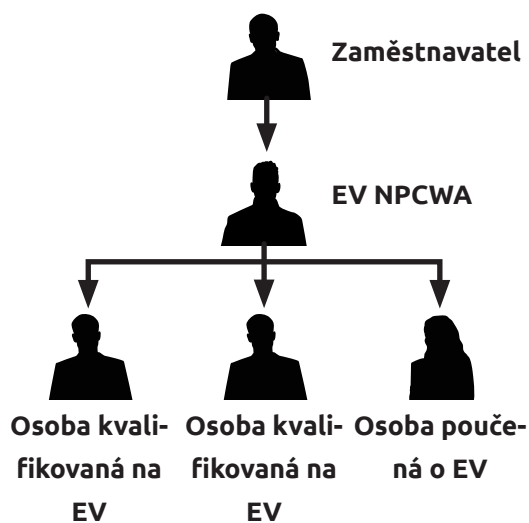 Zaměstnavatel
EV NPCWA
Osoba kvali-
fikovaná na
EV
Osoba kvali-
fikovaná na
EV
Osoba pouče-
ná o EV